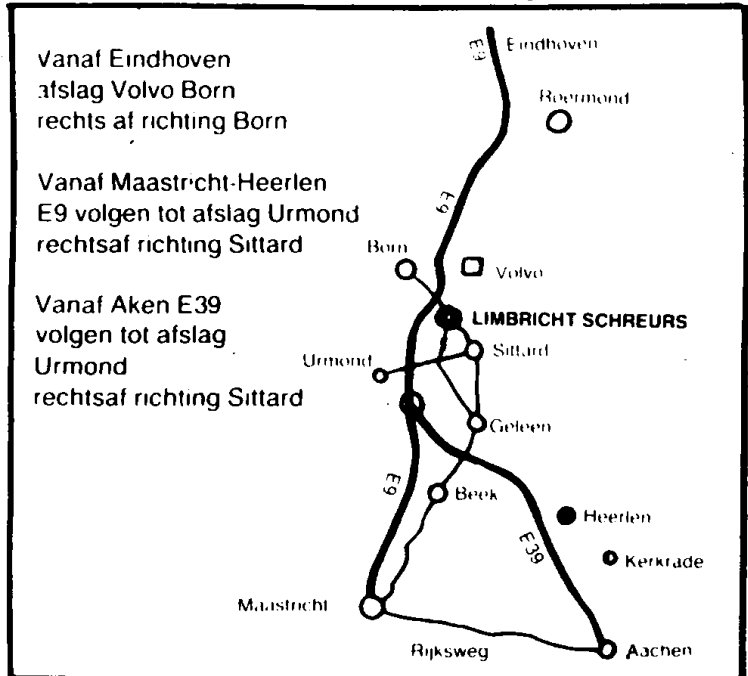 Vanaf Eindhoven
afslag Volvo Born
rechts af richting Born
Vanaf Maastricht-Heerlen
E9 volgen tot afslag Urmond
rechtsaf richting Sittard
Vanaf Aken E39
volgen tot afslag
Urmond
rechtsaf richting Sittard
E9
Eindhoven
Roermond
E9
Born
Volvo
LIMBRICHT SCHREURS
Sittard
Urmond
Geleen
E9
Beek
Heerlen
E39
Kerkrade
Maastricht
Rijksweg
Aachen